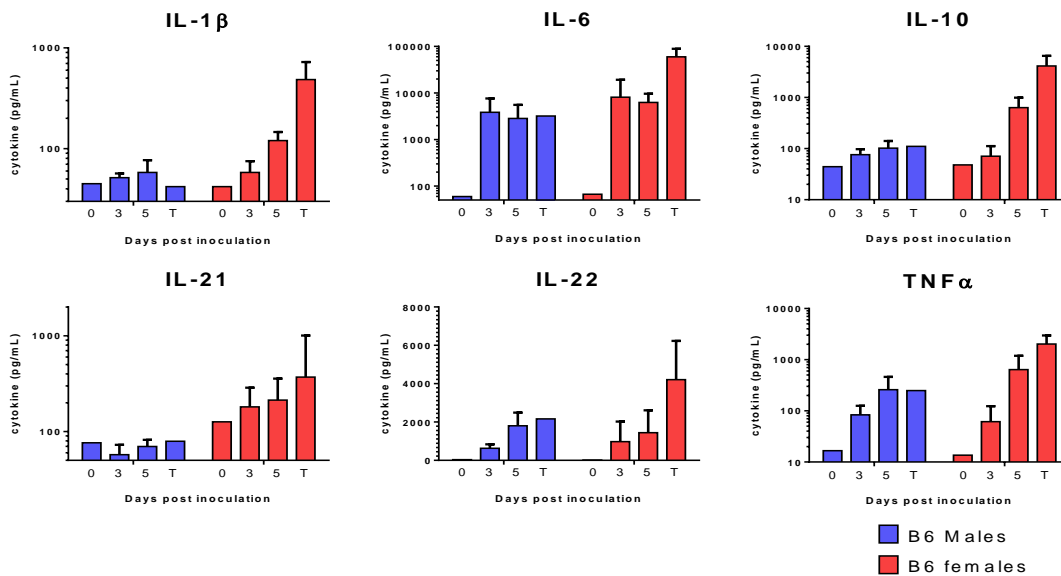 IL-1β
cytokine (pg/mL)
1000
100
0 3 5 T 0 3 5 T
Days post inoculation
IL-6
cytokine (pg/mL)
100000
10000
1000
100
0 3 5 T 0 3 5 T
Days post inoculation
IL-10
cytokine (pg/mL)
10000
1000
100
10
0 3 5 T 0 3 5 T
Days post inoculation
IL-21
cytokine (pg/mL)
1000
100
0 3 5 T 0 3 5 T
Days post inoculation
IL-22
cytokine (pg/mL)
8000
6000
4000
2000
0
0 3 5 T 0 3 5 T
Days post inoculation
TNFα
cytokine (pg/mL)
10000
1000
100
10
0 3 5 T 0 3 5 T
Days post inoculation
B6 Males
B6 females